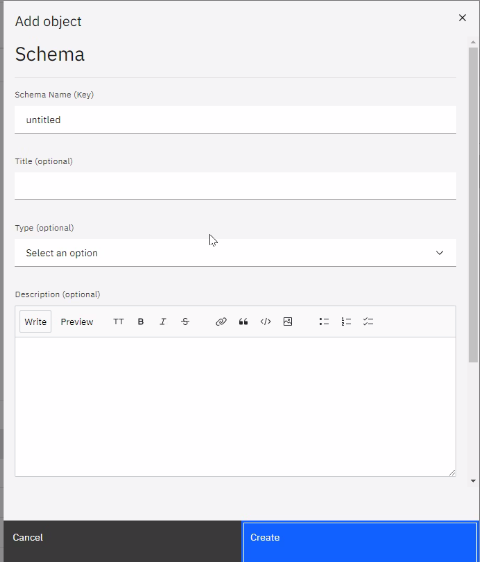 Add object
Schema
Schema Name (Key)
untitled
Title (optional)
Type (optional)
Select an option
Description (optional)
Write Preview TT B I S
Cancel Create